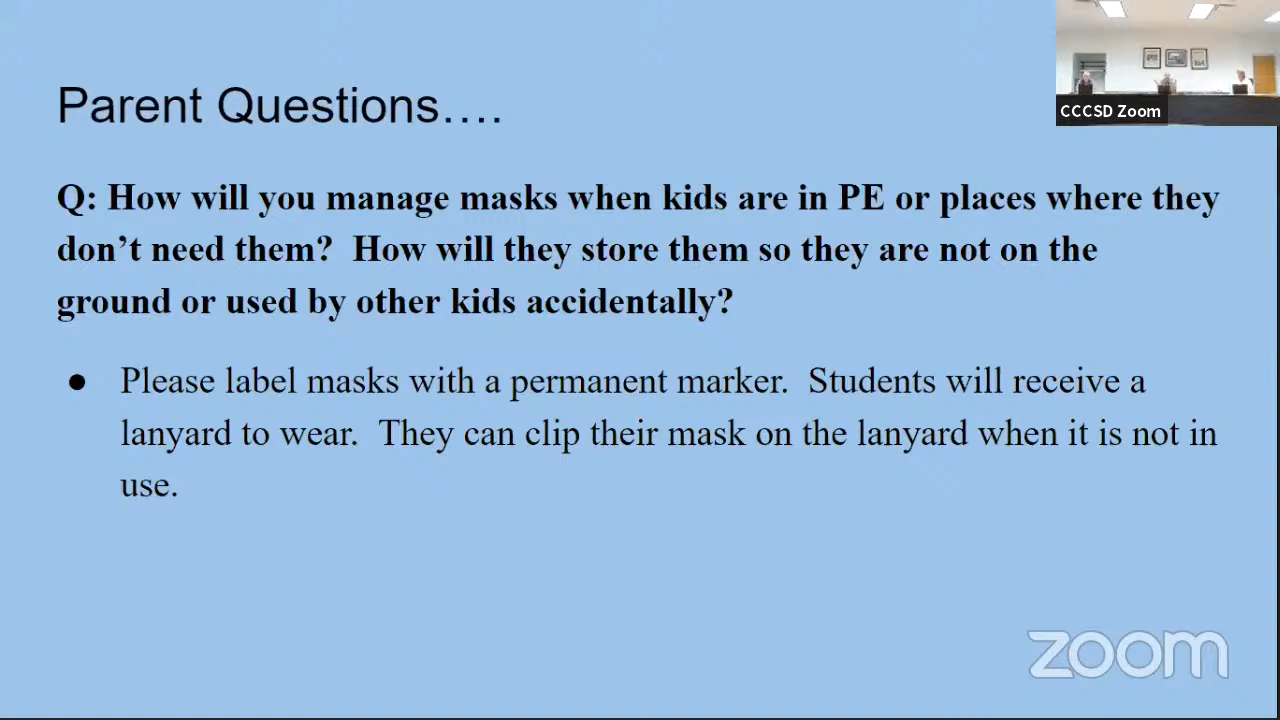 Parent Questions….
CCCSD Zoom
Q: How will you manage masks when kids are in PE or places where they
don’t need them?  How will they store them so they are not on the
ground or used by other kids accidentally?
● Please label masks with a permanent marker.  Students will receive a
lanyard to wear.  They can clip their mask on the lanyard when it is not in
use.
zoom